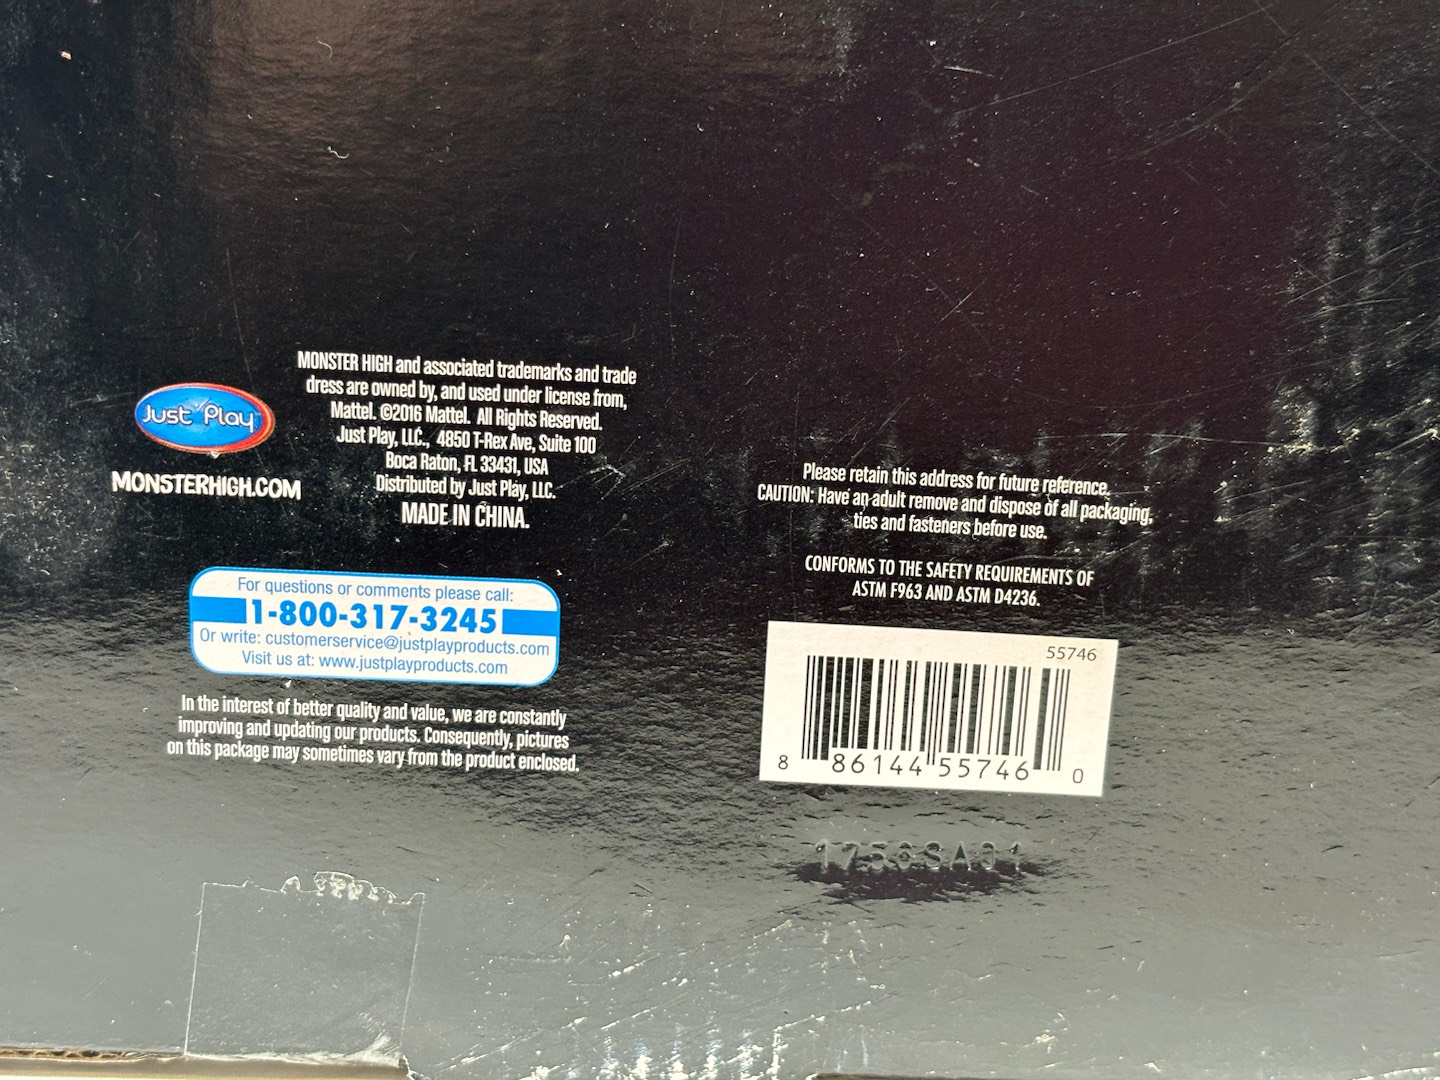 Just Play
MONSTERHIGH.COM
MONSTER HIGH and associated trademarks and trade
dress are owned by, and used under license from,
Mattel. ©2016 Mattel. All Rights Reserved.
Just Play, LLC., 4850 T-Rex Ave, Suite 100
Boca Raton, FL 33431, USA
Distributed by Just Play, LLC.
MADE IN CHINA.
For questions or comments please call:
1-800-317-3245
Or write: customerservice@justplayproducts.com
Visit us at: www.justplayproducts.com
In the interest of better quality and value, we are constantly
improving and updating our products. Consequently, pictures
on this package may sometimes vary from the product enclosed.
Please retain this address for future reference.
CAUTION: Have an adult remove and dispose of all packaging,
ties and fasteners before use.
CONFORMS TO THE SAFETY REQUIREMENTS OF
ASTM F963 AND ASTM D4236.
55746
8 86144 55746 0